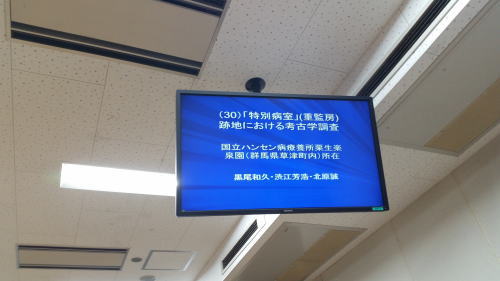 (30)「特別病室」(重監房)
跡地における考古学調査
国立ハンセン病療養所栗生楽
泉園(群馬県草津町内)所在
黒尾和久・渋江芳浩・北原誠